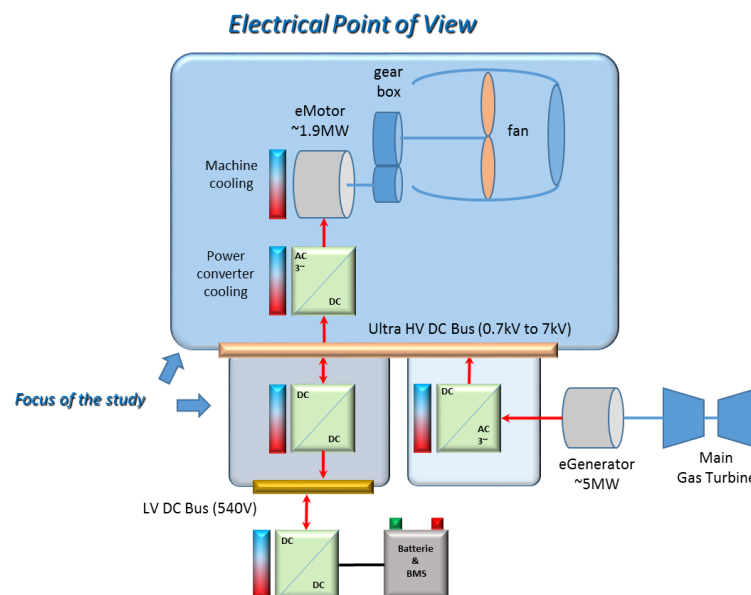 Electrical Point of View
gear
box
eMotor
~1.9MW
fan
Machine
cooling
Power
converter
cooling
AC
3~
DC
Ultra HV DC Bus (0.7kV to 7kV)
Focus of the study
DC
DC
DC
AC
3~
eGenerator
~5MW
Main
Gas Turbine
LV DC Bus (540V)
DC
DC
Batterie
&
BMS